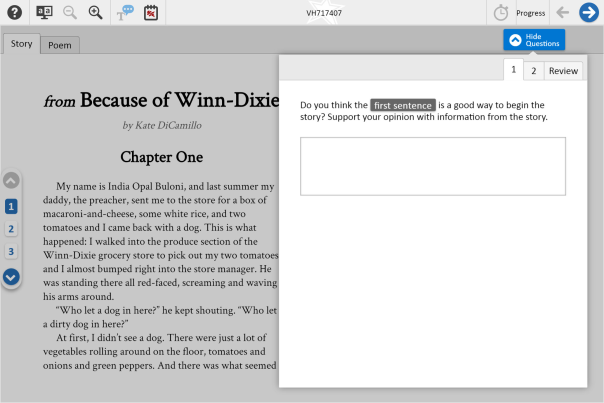 VH717407
Progress
Hide
Questions
Story
Poem
1
2
Review
from Because of Winn-Dixie
by Kate DiCamillo
Chapter One
My name is India Opal Buloni, and last summer my
daddy, the preacher, sent me to the store for a box of
macaroni-and-cheese, some white rice, and two
tomatoes and I came back with a dog. This is what
happened: I walked into the produce section of the
Winn-Dixie grocery store to pick out my two tomatoes
and I almost bumped right into the store manager. He
was standing there all red-faced, screaming and waving
his arms around.
“Who let a dog in here?” he kept shouting. “Who let
a dirty dog in here?”
At first, I didn’t see a dog. There were just a lot of
vegetables rolling around on the floor, tomatoes and
onions and green peppers. And there was what seemed
1
2
3
Do you think the first sentence is a good way to begin the
story? Support your opinion with information from the story.